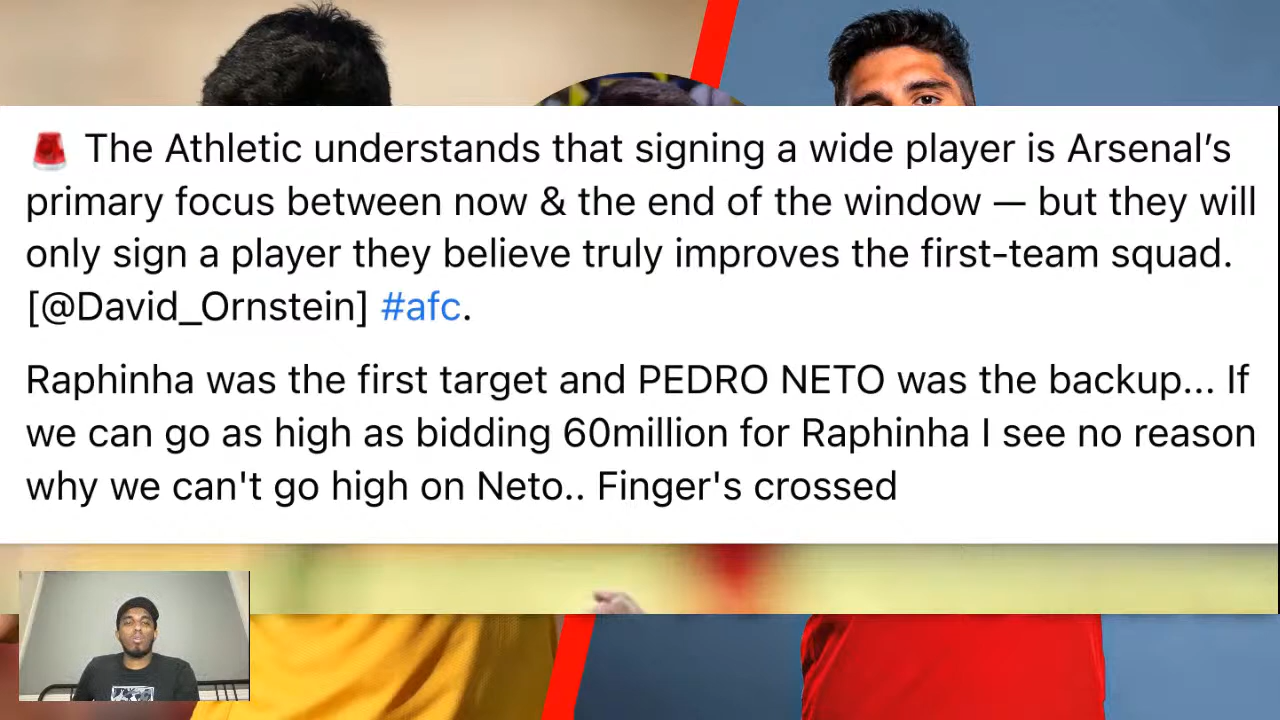 🚨 The Athletic understands that signing a wide player is Arsenal’s
primary focus between now & the end of the window — but they will
only sign a player they believe truly improves the first-team squad.
[@David_Ornstein] #afc.
Raphinha was the first target and PEDRO NETO was the backup... If
we can go as high as bidding 60million for Raphinha I see no reason
why we can't go high on Neto.. Finger's crossed